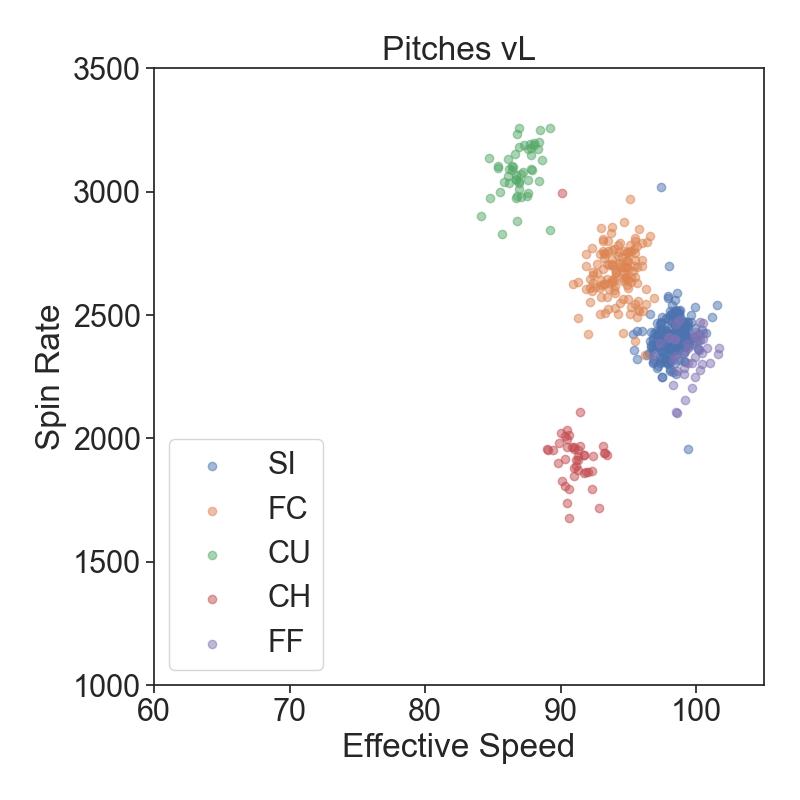 Pitches vL
3500
3000
2500
2000
1500
1000
Spin Rate
SI
FC
CU
CH
FF
60 70 80 90 100
Effective Speed